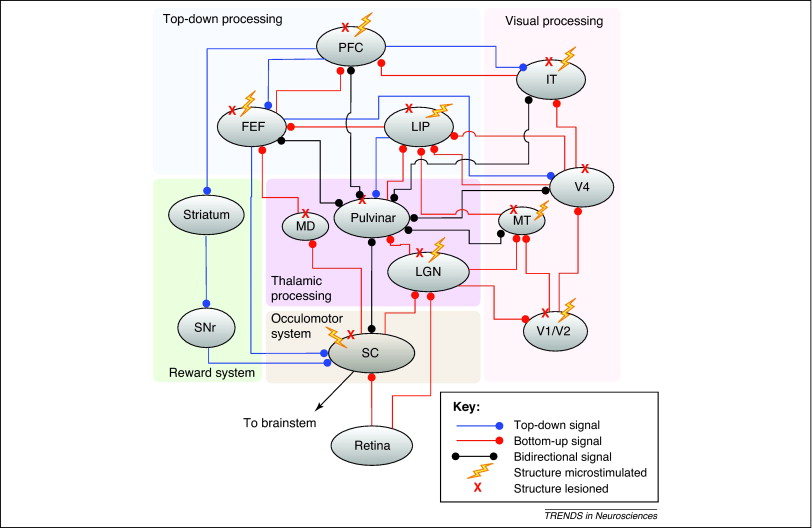 Top-down processing
Visual processing
PFC
IT
FEF
LIP
V4
Striatum
MD
Pulvinar
MT
LGN
Thalamic
processing
Occulomotor
system
SNr
SC
V1/V2
Reward system
To brainstem
Retina
Key:
Top-down signal
Bottom-up signal
Bidirectional signal
Structure microstimulated
X Structure lesioned
TRENDS in Neurosciences